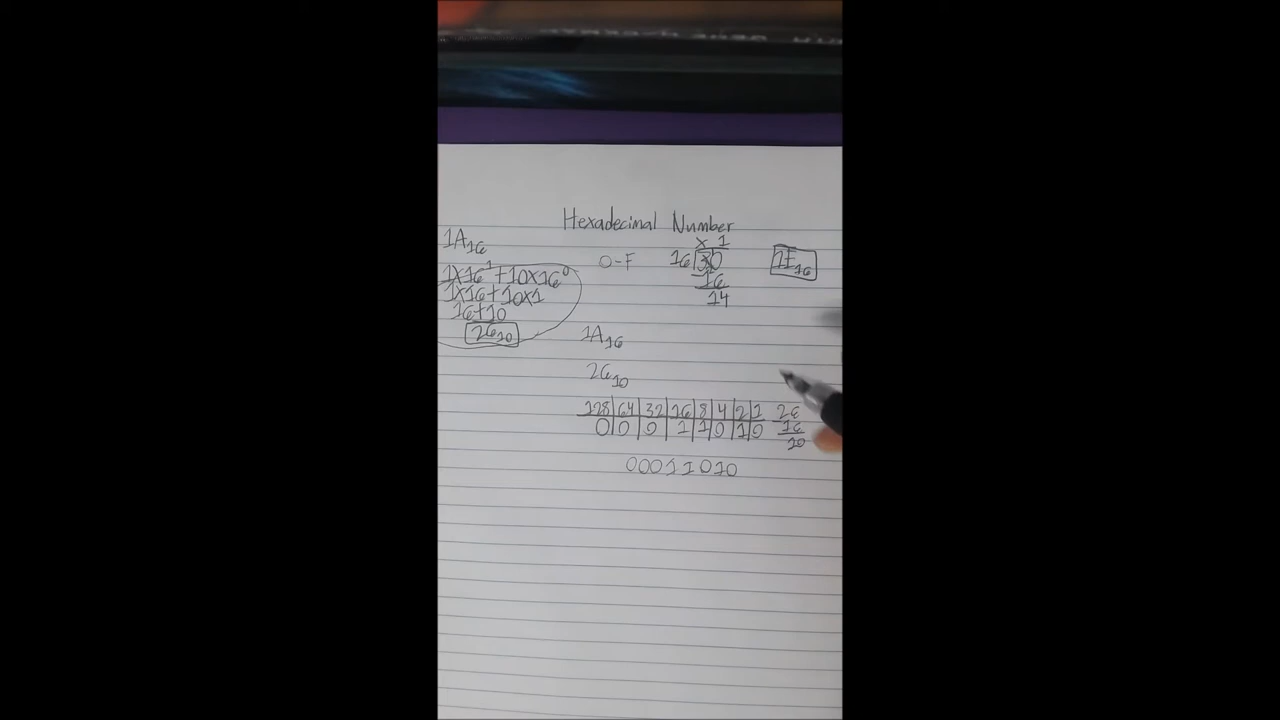 Hexadecimal Number
1A₁₆
1x16¹+10x16⁰
1x16+10x1
16+10
26₁₀
0-F
x 1
16 30
-16
14
1E₁₆
1A₁₆
26₁₀
128 64 32 16 8 4 2 1
0 0 0 1 1 0 1 0
26
16
10
00011010